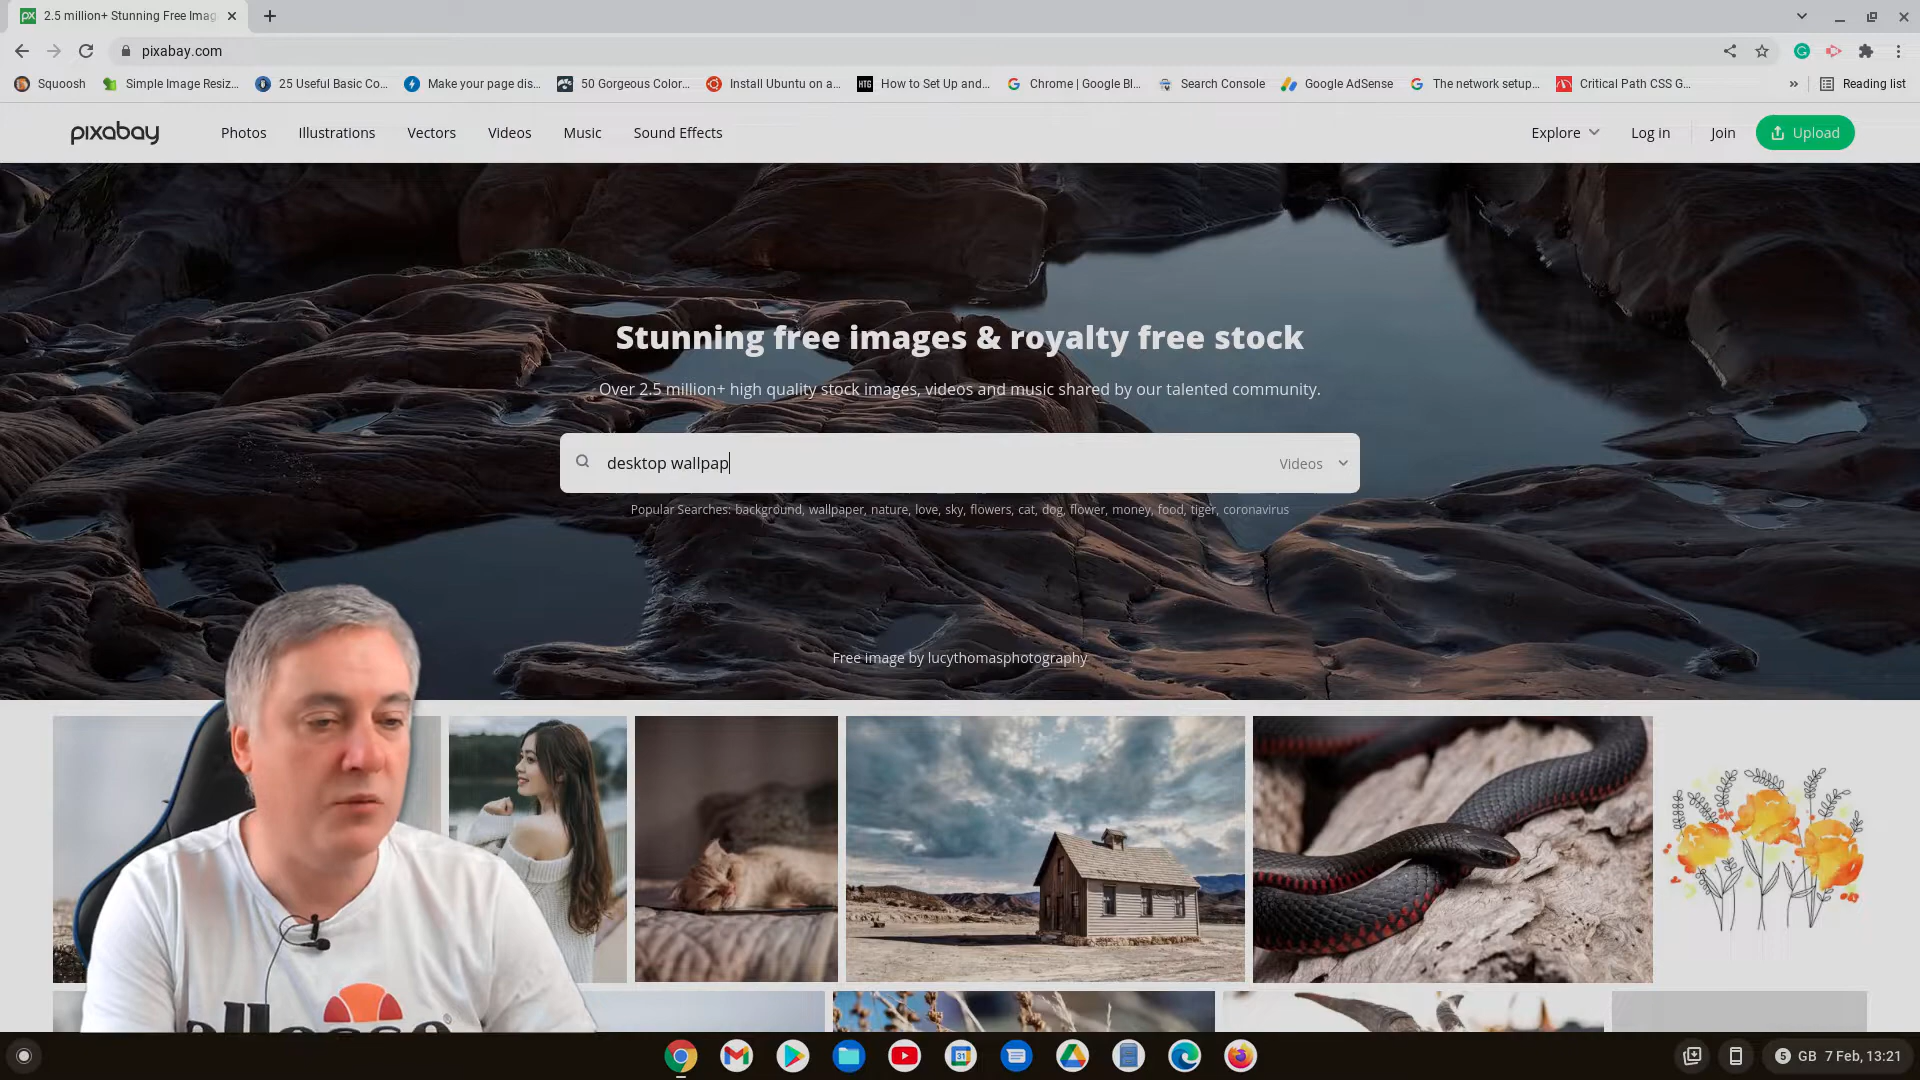 2.5 million+ Stunning Free Imag
pixabay.com
Squoosh
Simple Image Resiz...
25 Useful Basic Co...
Make your page dis...
50 Gorgeous Color...
Install Ubuntu on a...
HTG
How to Set Up and...
Chrome | Google Bl...
Search Console
Google AdSense
The network setup...
Critical Path CSS G...
»
Reading list
pixabay
Photos
Illustrations
Vectors
Videos
Music
Sound Effects
Explore
Log in
Join
Upload
Stunning free images & royalty free stock
Over 2.5 million+ high quality stock images, videos and music shared by our talented community.
desktop wallpap
Videos
Popular Searches: background, wallpaper, nature, love, sky, flowers, cat, dog, flower, money, food, tiger, coronavirus
Free image by lucythomasphotography
ellesse
31
5 GB 7 Feb, 13:21